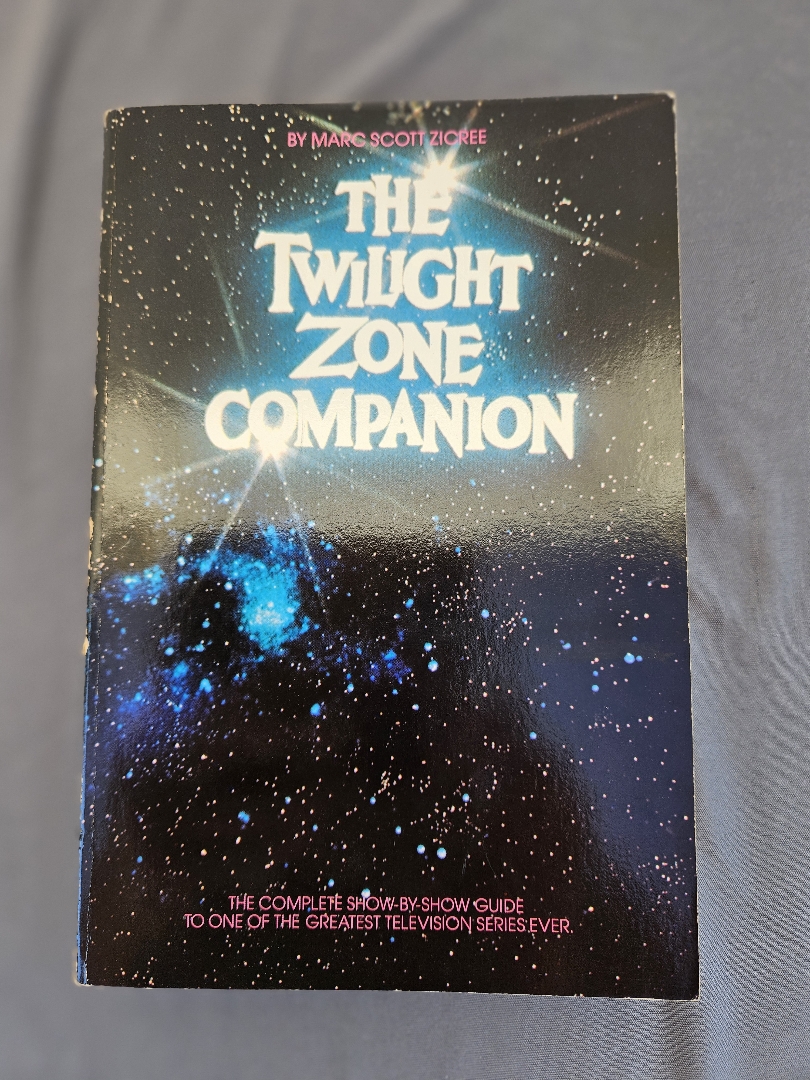 BY MARC SCOTT ZICREE
THE
TWILIGHT
ZONE
COMPANION
THE COMPLETE SHOW-BY-SHOW GUIDE
TO ONE OF THE GREATEST TELEVISION SERIES EVER.